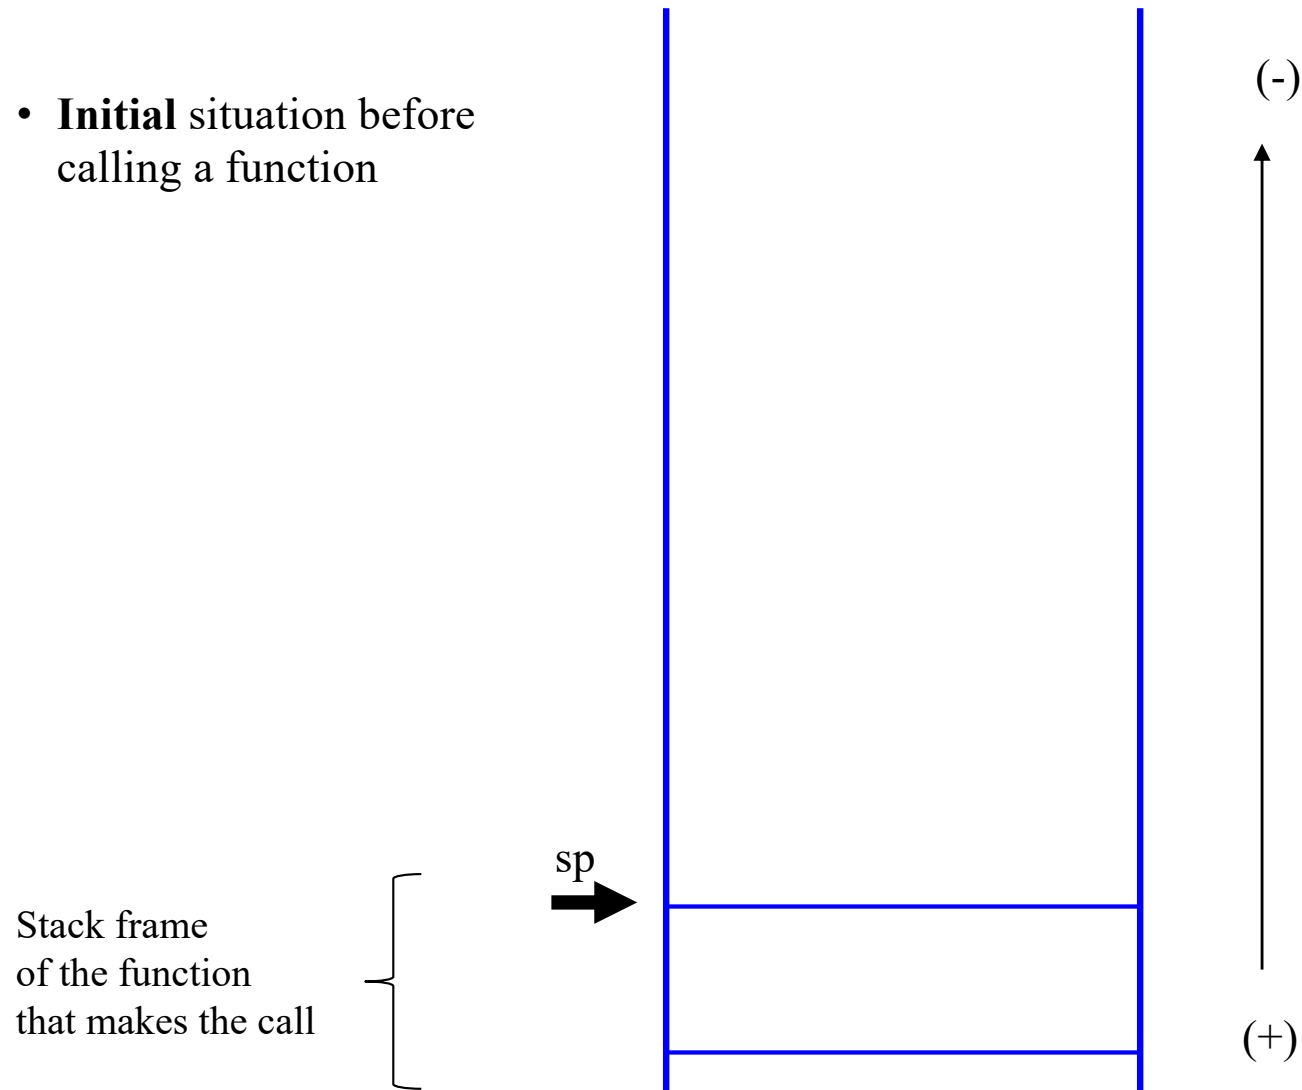 (-)
• Initial situation before
calling a function
sp
Stack frame
of the function
that makes the call
(+)